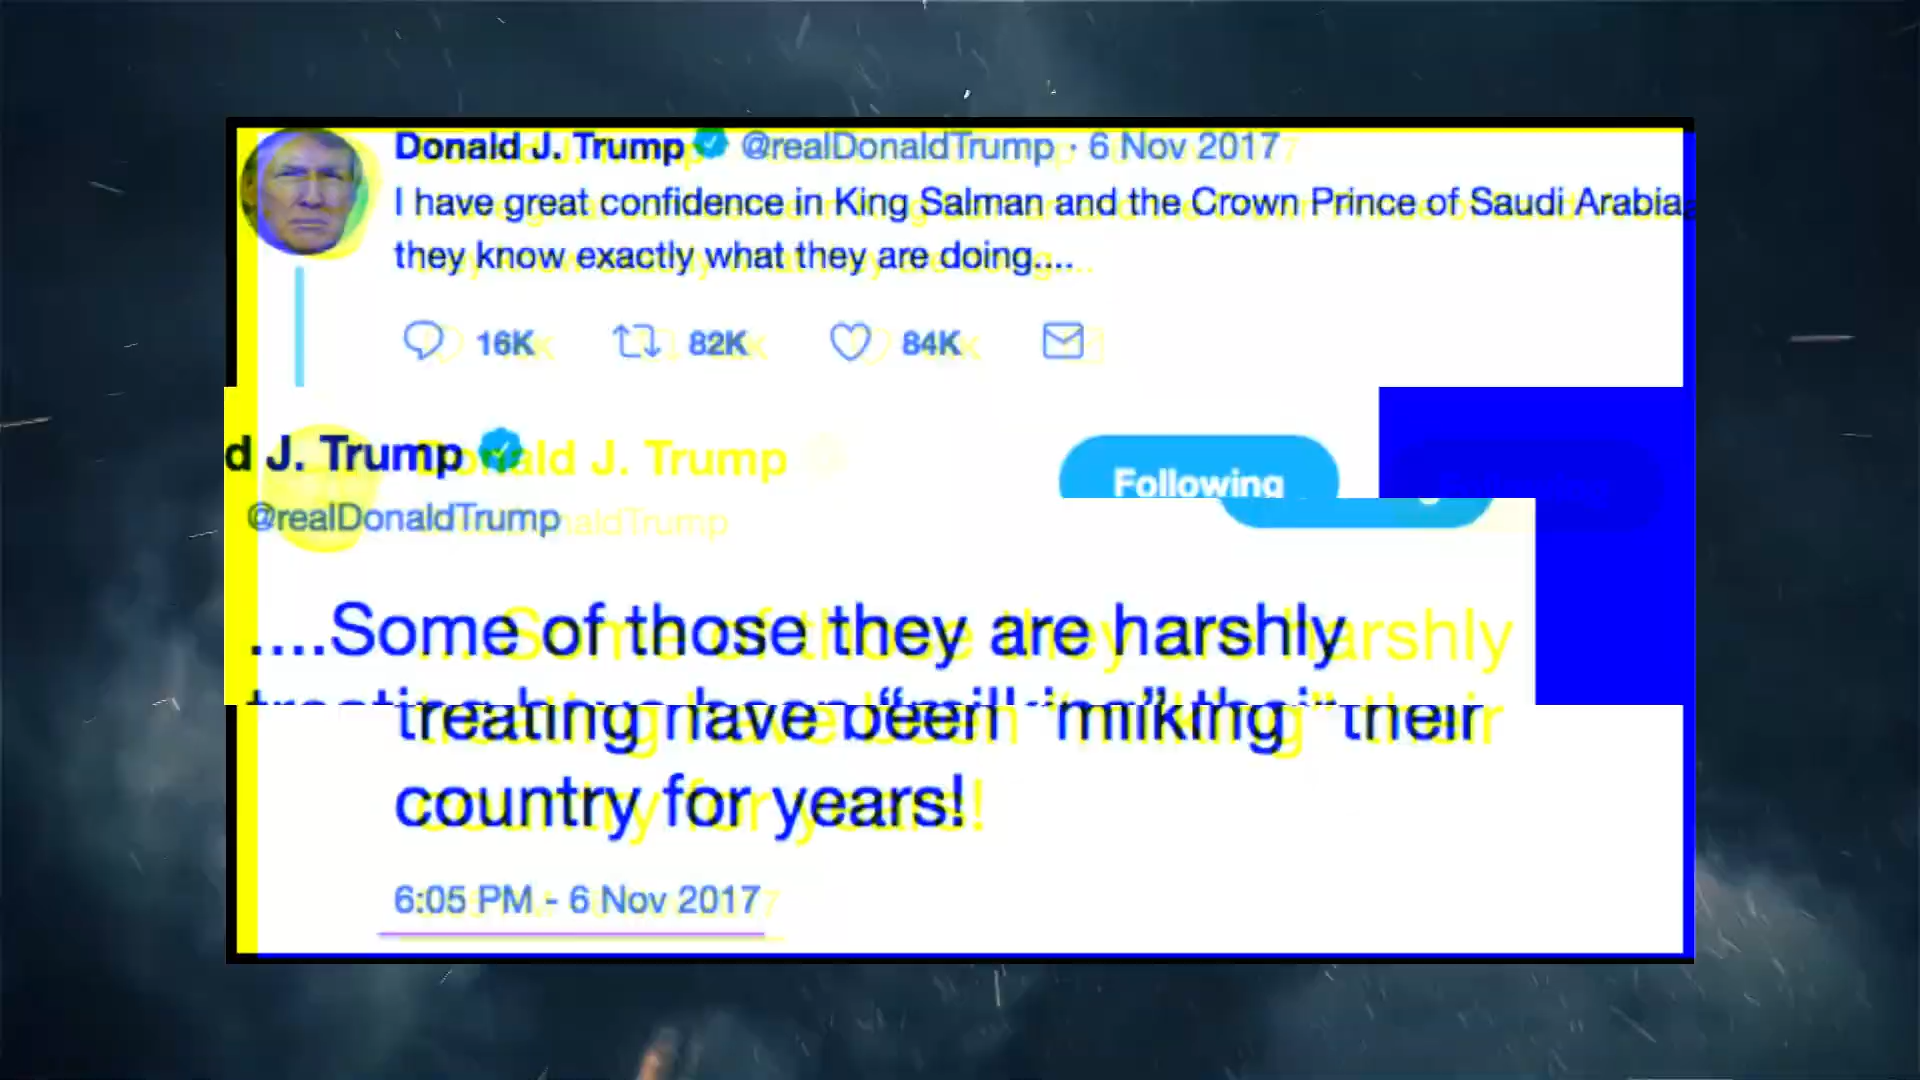 Donald J. Trump @realDonaldTrump · 6 Nov 2017
I have great confidence in King Salman and the Crown Prince of Saudi Arabia,
they know exactly what they are doing....
16K 82K 84K
d J. Trump Following
@realDonaldTrump
....Some of those they are harshly
treating have been “milking” their
country for years!
6:05 PM - 6 Nov 2017